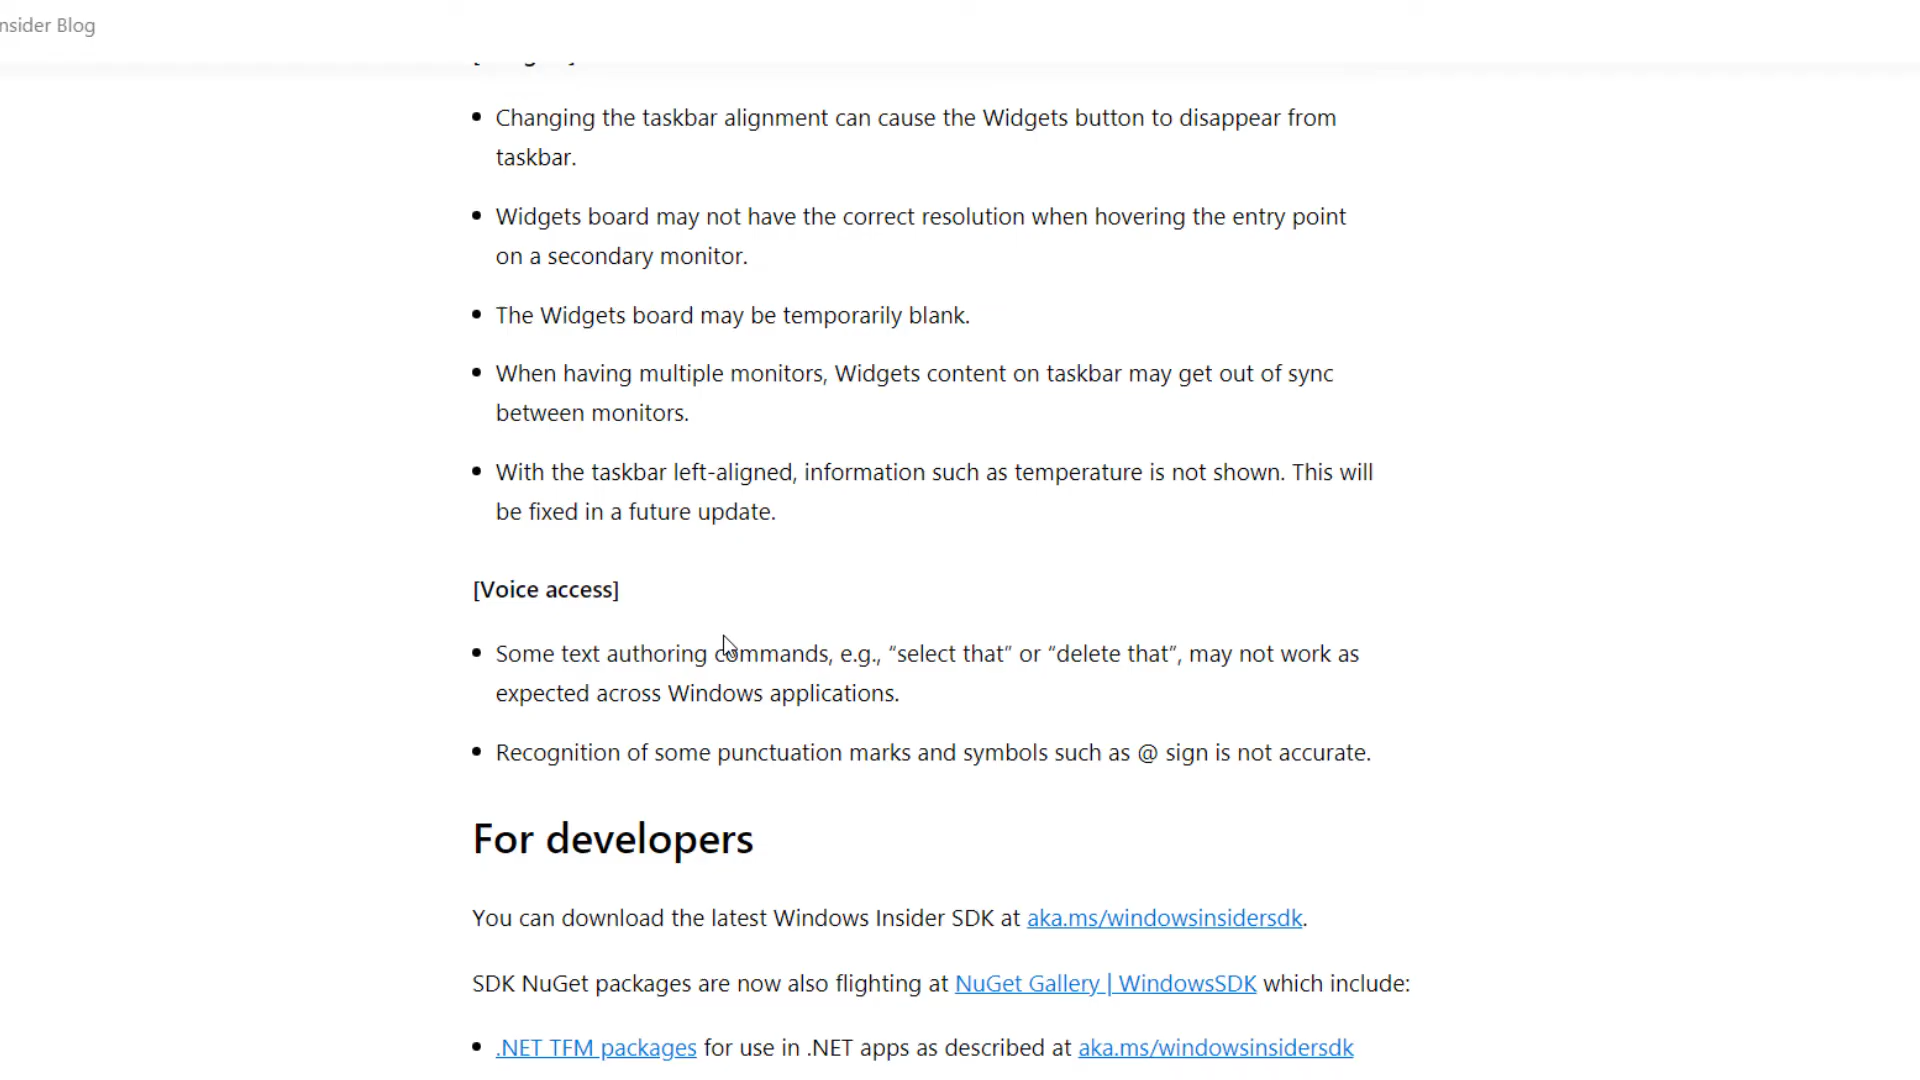 nsider Blog
• Changing the taskbar alignment can cause the Widgets button to disappear from
taskbar.
• Widgets board may not have the correct resolution when hovering the entry point
on a secondary monitor.
• The Widgets board may be temporarily blank.
• When having multiple monitors, Widgets content on taskbar may get out of sync
between monitors.
• With the taskbar left-aligned, information such as temperature is not shown. This will
be fixed in a future update.
[Voice access]
• Some text authoring commands, e.g., “select that” or “delete that”, may not work as
expected across Windows applications.
• Recognition of some punctuation marks and symbols such as @ sign is not accurate.
For developers
You can download the latest Windows Insider SDK at aka.ms/windowsinsidersdk.
SDK NuGet packages are now also flighting at NuGet Gallery | WindowsSDK which include:
• .NET TFM packages for use in .NET apps as described at aka.ms/windowsinsidersdk